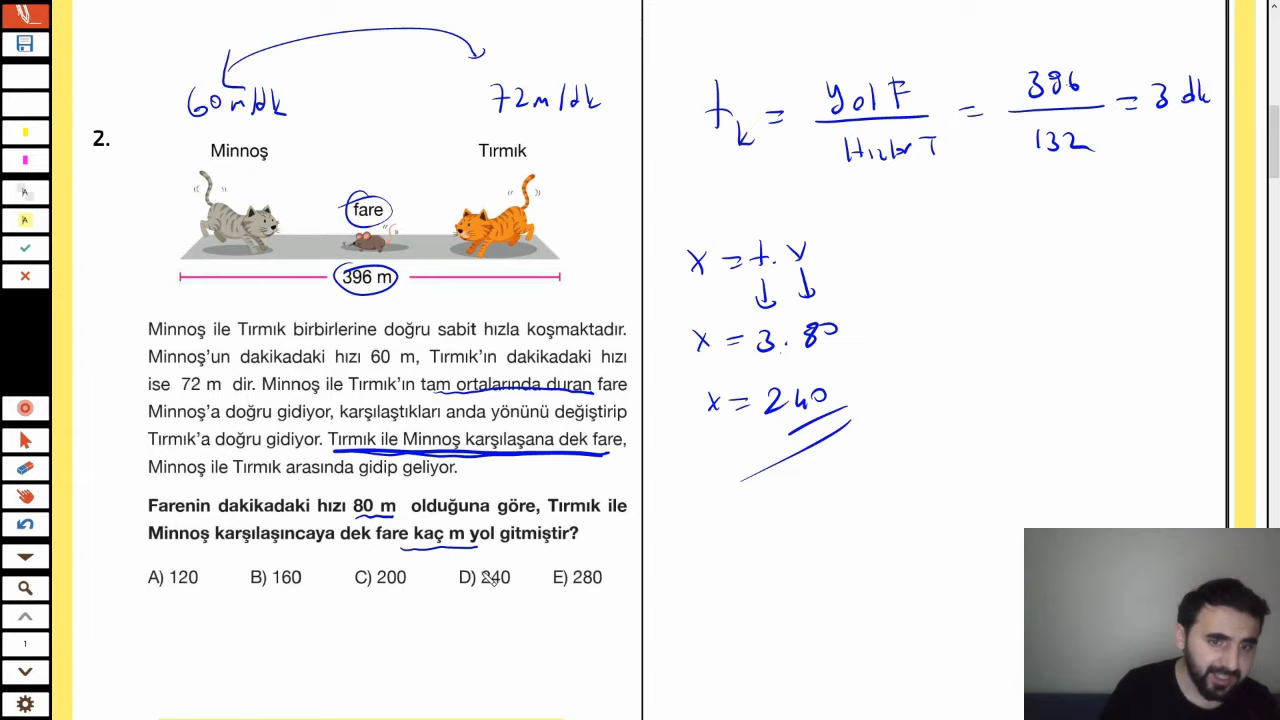 60 m/dk 72 m/dk
2.
Minnoş Tırmık
fare
396 m
Minnoş ile Tırmık birbirlerine doğru sabit hızla koşmaktadır.
Minnoş'un dakikadaki hızı 60 m, Tırmık'ın dakikadaki hızı
ise 72 m dir. Minnoş ile Tırmık'ın tam ortalarında duran fare
Minnoş'a doğru gidiyor, karşılaştıkları anda yönünü değiştirip
Tırmık'a doğru gidiyor. Tırmık ile Minnoş karşılaşana dek fare,
Minnoş ile Tırmık arasında gidip geliyor.
Farenin dakikadaki hızı 80 m olduğuna göre, Tırmık ile
Minnoş karşılaşıncaya dek fare kaç m yol gitmiştir?
A) 120 B) 160 C) 200 D) 240 E) 280
t k = Yol F / Hızlar T = 396 / 132 = 3 dk
x = t . v
x = 3 . 80
x = 240
A
A
1